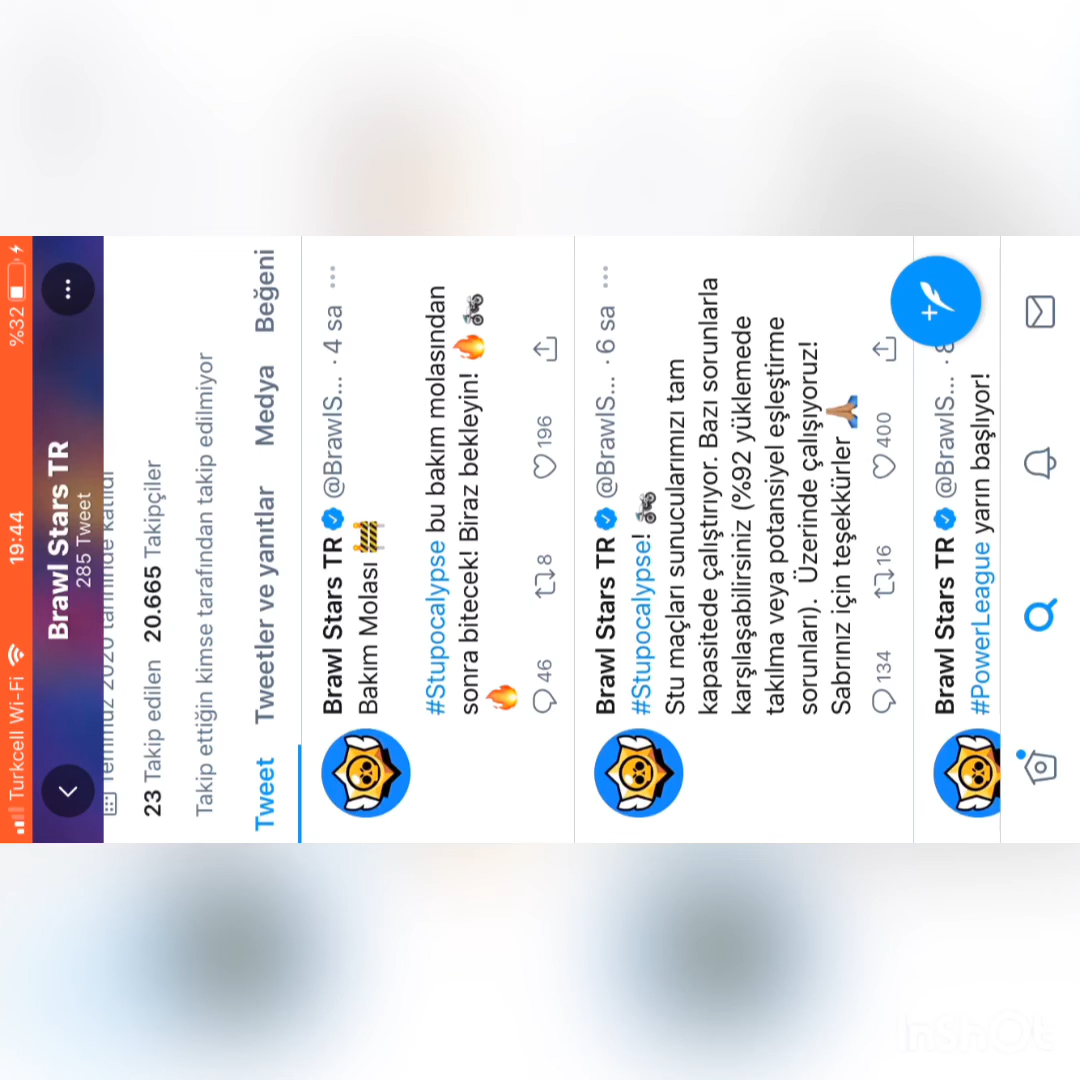 Turkcell Wi-Fi 19:44 %32
Brawl Stars TR
285 Tweet
Temmuz 2020 tarihinde katıldı
23 Takip edilen 20.665 Takipçiler
Takip ettiğin kimse tarafından takip edilmiyor
Tweet Tweetler ve yanıtlar Medya Beğeni
Brawl Stars TR @BrawlS... · 4 sa
Bakım Molası 🚧
#Stupocalypse bu bakım molasından
sonra bitecek! Biraz bekleyin! 🔥 🏍
🔥
46 8 196
Brawl Stars TR @BrawlS... · 6 sa
#Stupocalypse! 🏍
Stu maçları sunucularımızı tam
kapasitede çalıştırıyor. Bazı sorunlarla
karşılaşabilirsiniz (%92 yüklemede
takılma veya potansiyel eşleştirme
sorunları). Üzerinde çalışıyoruz!
Sabrınız için teşekkürler 🙏🏽
134 16 400
Brawl Stars TR @BrawlS... · 8
#PowerLeague yarın başlıyor!
InShOt